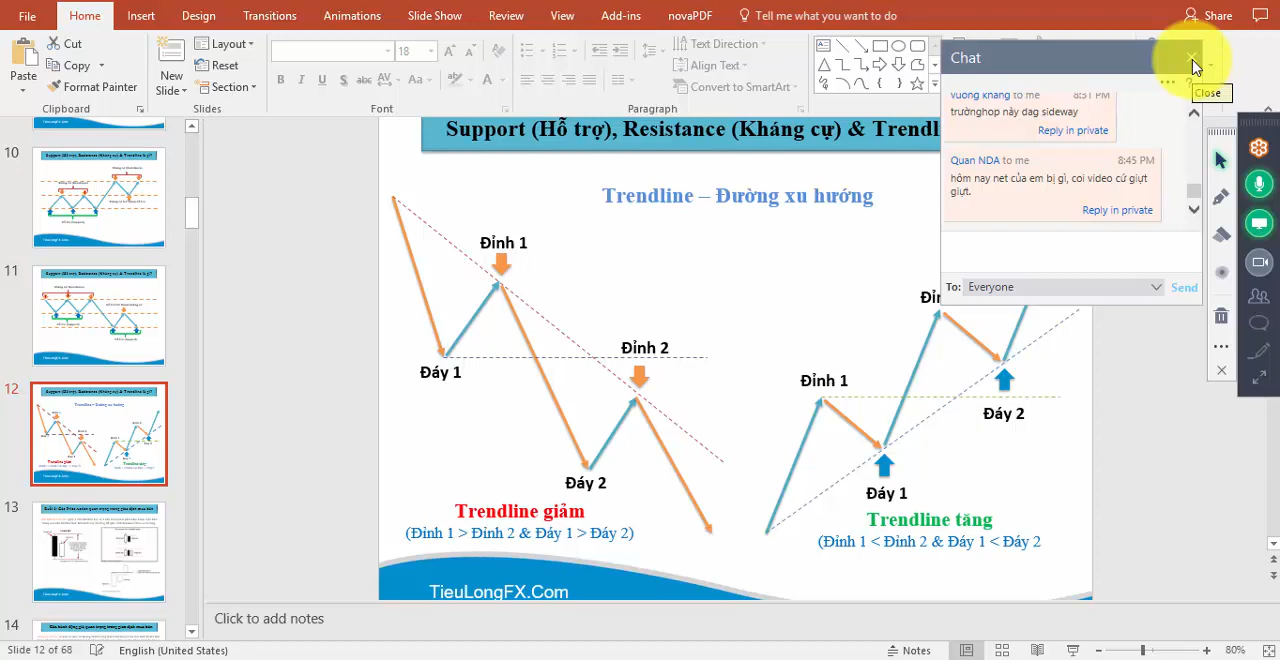 File Home Insert Design Transitions Animations Slide Show Review View Add-ins novaPDF Tell me what you want to do Share
Paste
Cut
Copy
Format Painter
Clipboard
New
Slide
Layout
Reset
Section
Slides
18
B I U S abc AV Aa A
Font
Text Direction
Align Text
Convert to SmartArt
Paragraph
Chat
Close
vuong khang to me 8:31 PM
trườnghop này dag sideway
Reply in private
Quan NDA to me 8:45 PM
hôm nay net của em bị gì, coi video cứ giựt
giựt.
Reply in private
To: Everyone Send
10
11
12
13
14
Support (Hỗ trợ), Resistance (Kháng cự) & Trendl
Trendline – Đường xu hướng
Đỉnh 1
Đáy 1
Đỉnh 2
Đáy 2
Trendline giảm
(Đỉnh 1 > Đỉnh 2 & Đáy 1 > Đáy 2)
Đỉnh 1
Đáy 1
Đáy 2
Trendline tăng
(Đỉnh 1 < Đỉnh 2 & Đáy 1 < Đáy 2
TieuLongFX.Com
Click to add notes
Slide 12 of 68 English (United States) Notes 80%